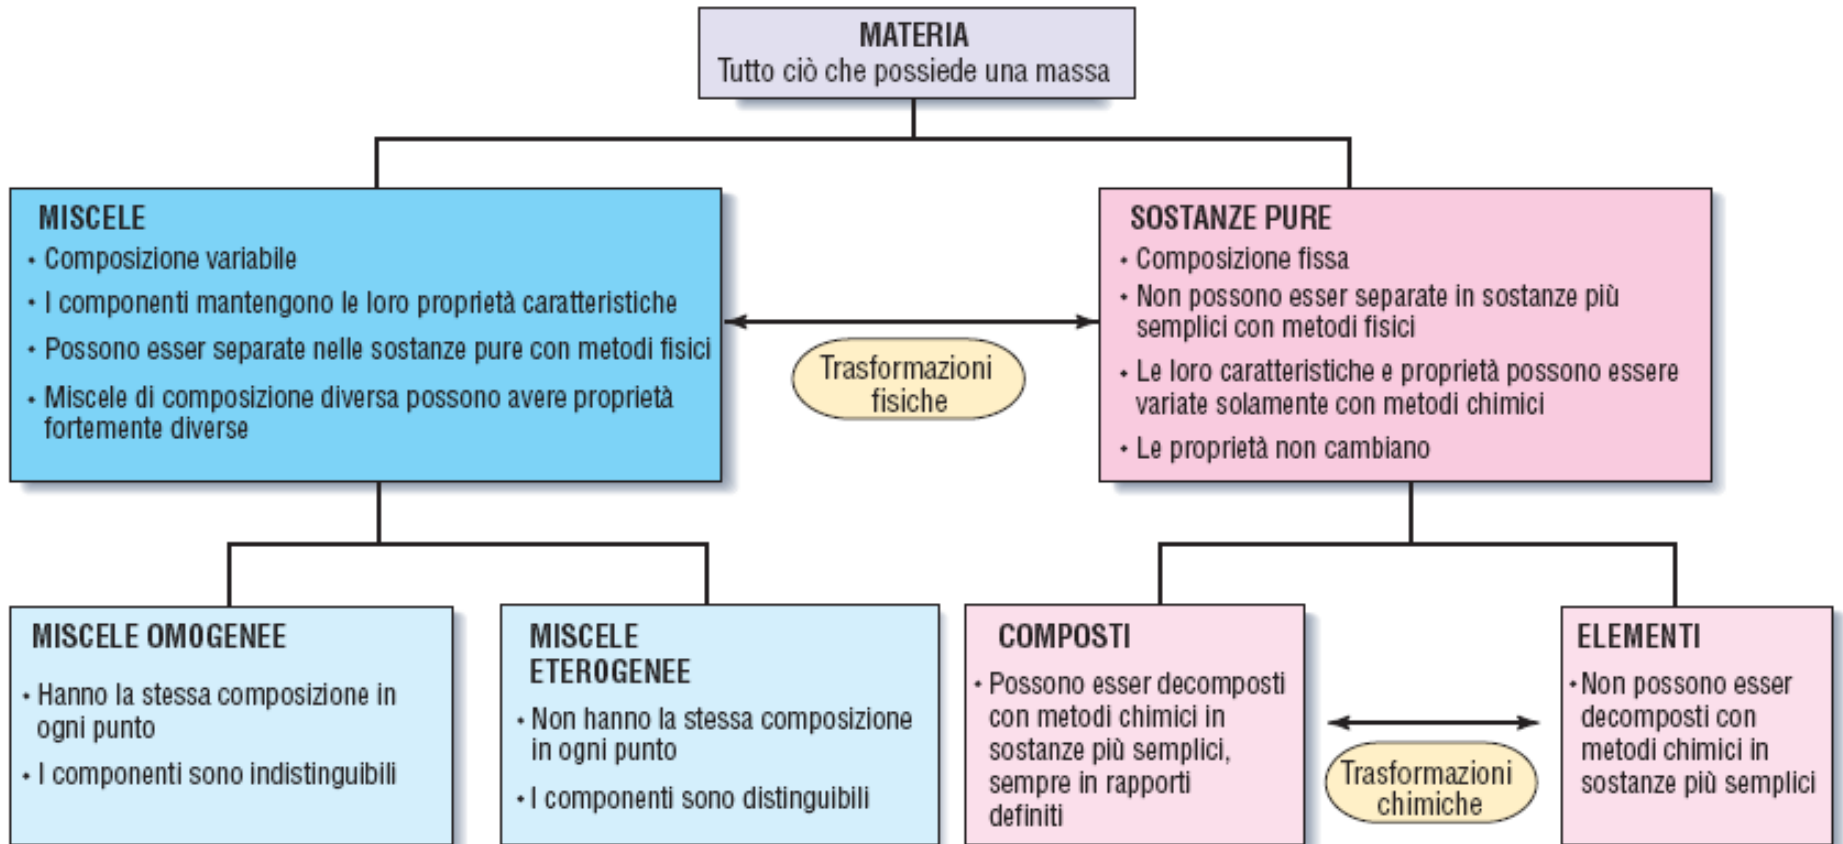 MATERIA
Tutto ciò che possiede una massa
MISCELE
• Composizione variabile
• I componenti mantengono le loro proprietà caratteristiche
• Possono esser separate nelle sostanze pure con metodi fisici
• Miscele di composizione diversa possono avere proprietà
fortemente diverse
Trasformazioni
fisiche
SOSTANZE PURE
• Composizione fissa
• Non possono esser separate in sostanze più
semplici con metodi fisici
• Le loro caratteristiche e proprietà possono essere
variate solamente con metodi chimici
• Le proprietà non cambiano
MISCELE OMOGENEE
• Hanno la stessa composizione in
ogni punto
• I componenti sono indistinguibili
MISCELE
ETEROGENEE
• Non hanno la stessa composizione
in ogni punto
• I componenti sono distinguibili
COMPOSTI
• Possono esser decomposti
con metodi chimici in
sostanze più semplici,
sempre in rapporti
definiti
Trasformazioni
chimiche
ELEMENTI
• Non possono esser
decomposti con
metodi chimici in
sostanze più semplici